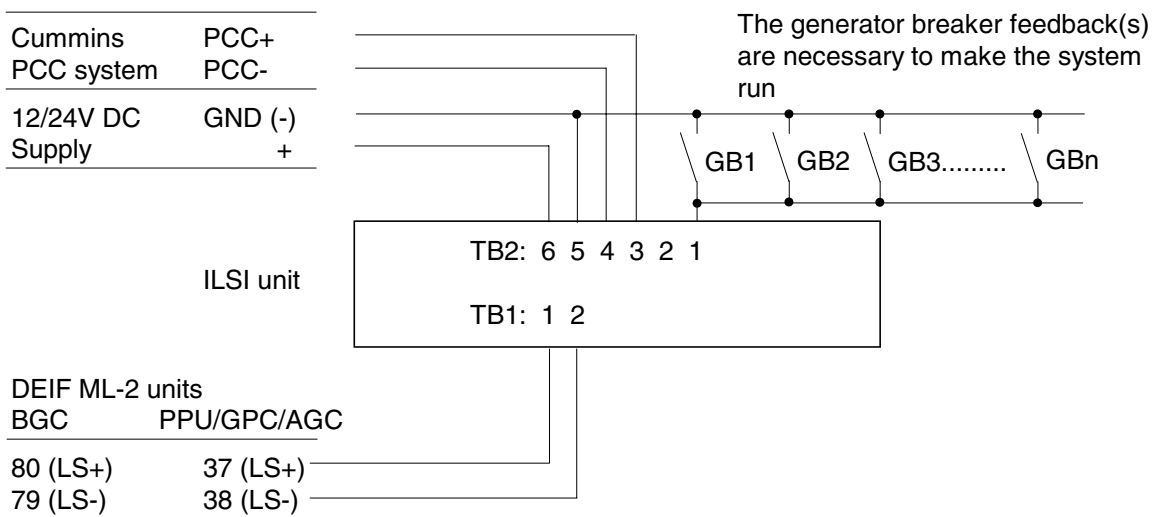 Cummins PCC+
PCC system PCC-
12/24V DC GND (-)
Supply +
The generator breaker feedback(s)
are necessary to make the system
run
GB1 GB2 GB3......... GBn
TB2: 6 5 4 3 2 1
ILSI unit
TB1: 1 2
DEIF ML-2 units
BGC PPU/GPC/AGC
80 (LS+) 37 (LS+)
79 (LS-) 38 (LS-)